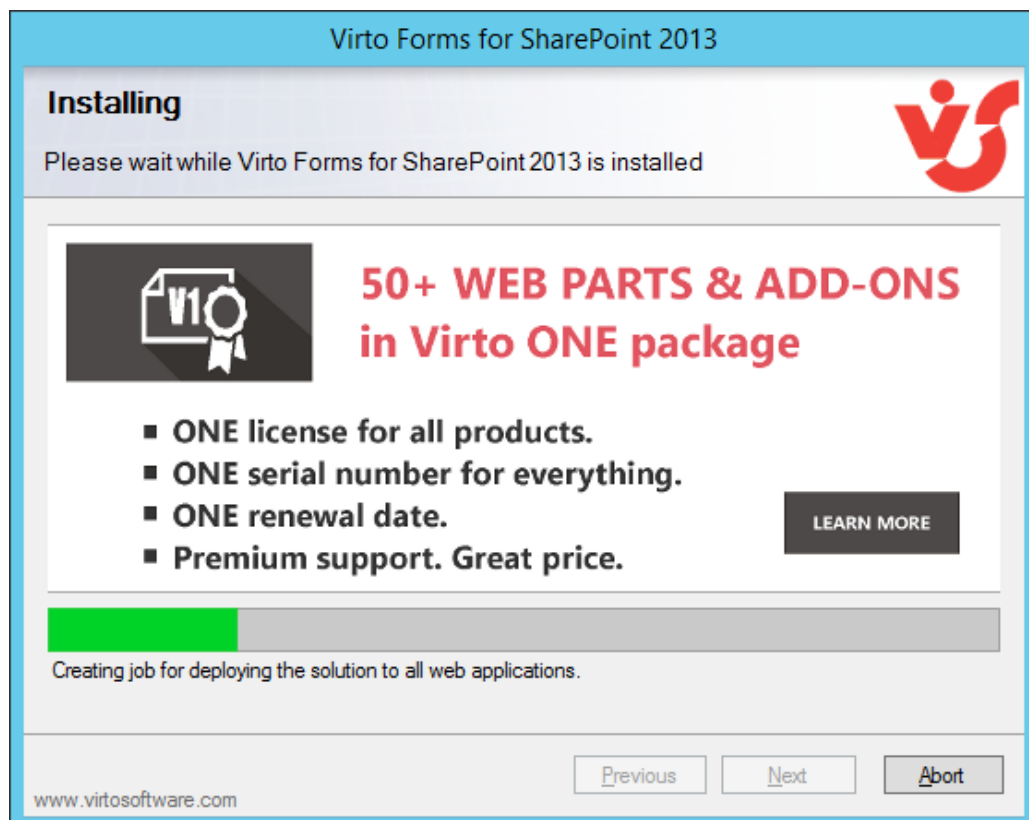 Virto Forms for SharePoint 2013
Installing
Please wait while Virto Forms for SharePoint 2013 is installed
V1
50+ WEB PARTS & ADD-ONS
in Virto ONE package
▪ ONE license for all products.
▪ ONE serial number for everything.
▪ ONE renewal date.
▪ Premium support. Great price.
LEARN MORE
Creating job for deploying the solution to all web applications.
Previous Next Abort
www.virtosoftware.com